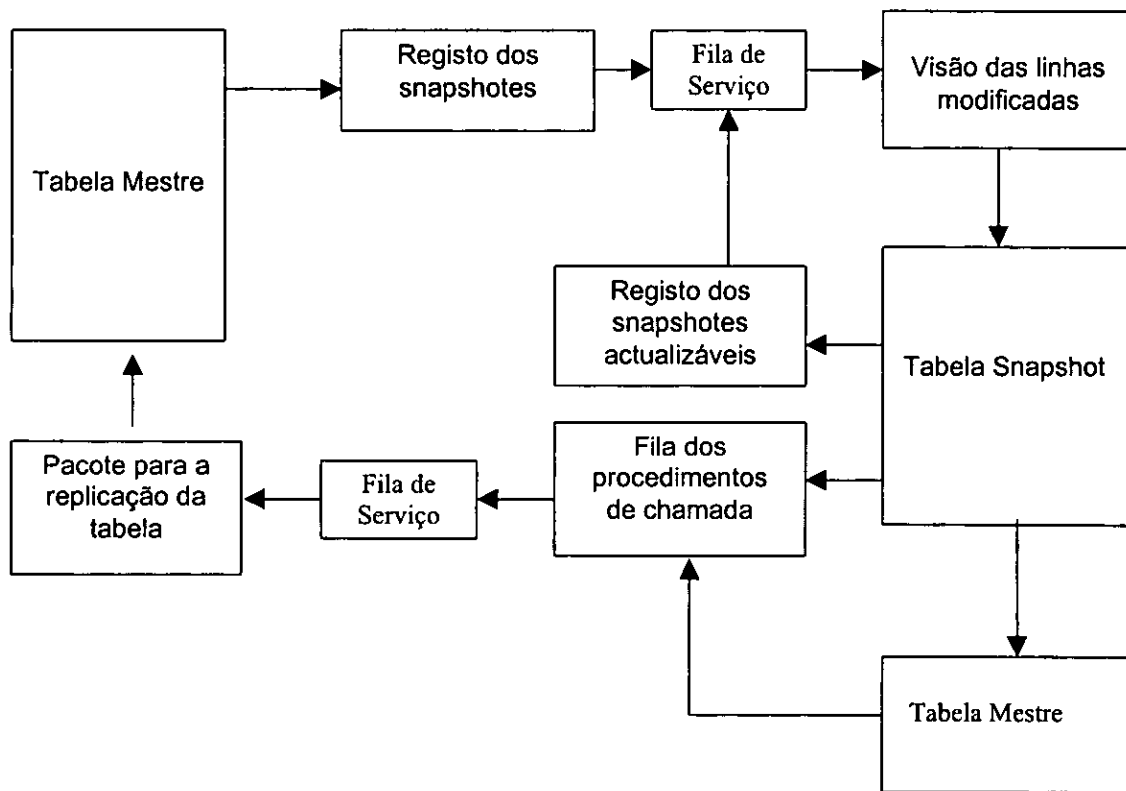 Registo dos
snapshotes
Fila de
Serviço
Visão das linhas
modificadas
Tabela Mestre
Registo dos
snapshotes
actualizáveis
Tabela Snapshot
Pacote para a
replicação da
tabela
Fila de
Serviço
Fila dos
procedimentos
de chamada
Tabela Mestre